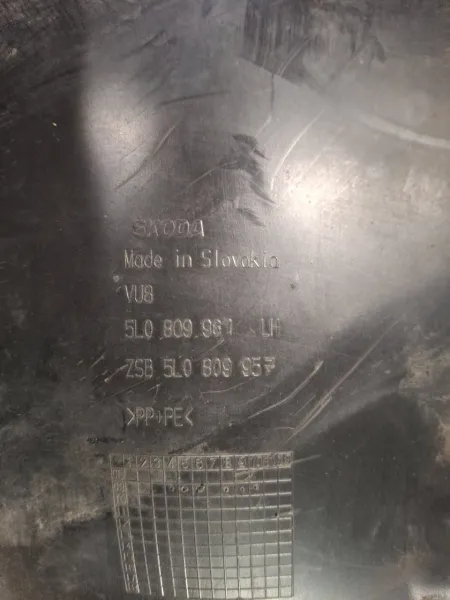 SKODA
Made in Slovakia
VU8
5L0 809 961 LH
ZSB 5L0 809 957
>PP+PE<